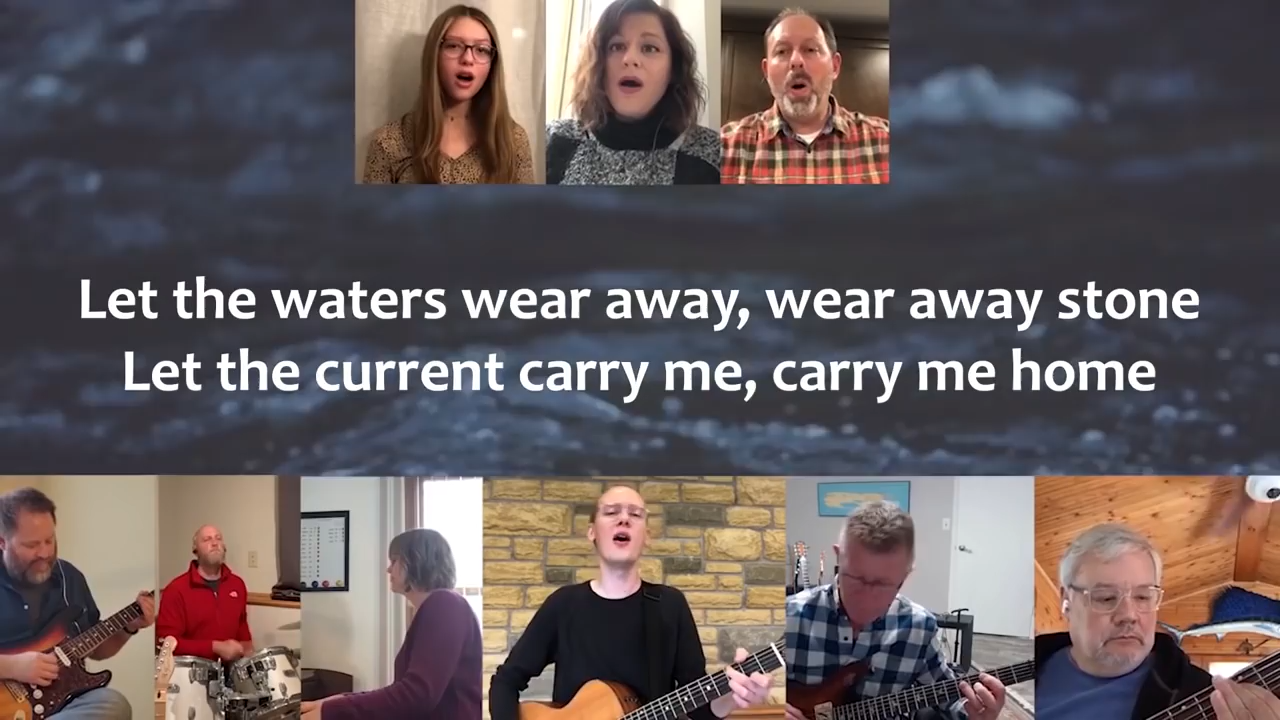 Let the waters wear away, wear away stone
Let the current carry me, carry me home